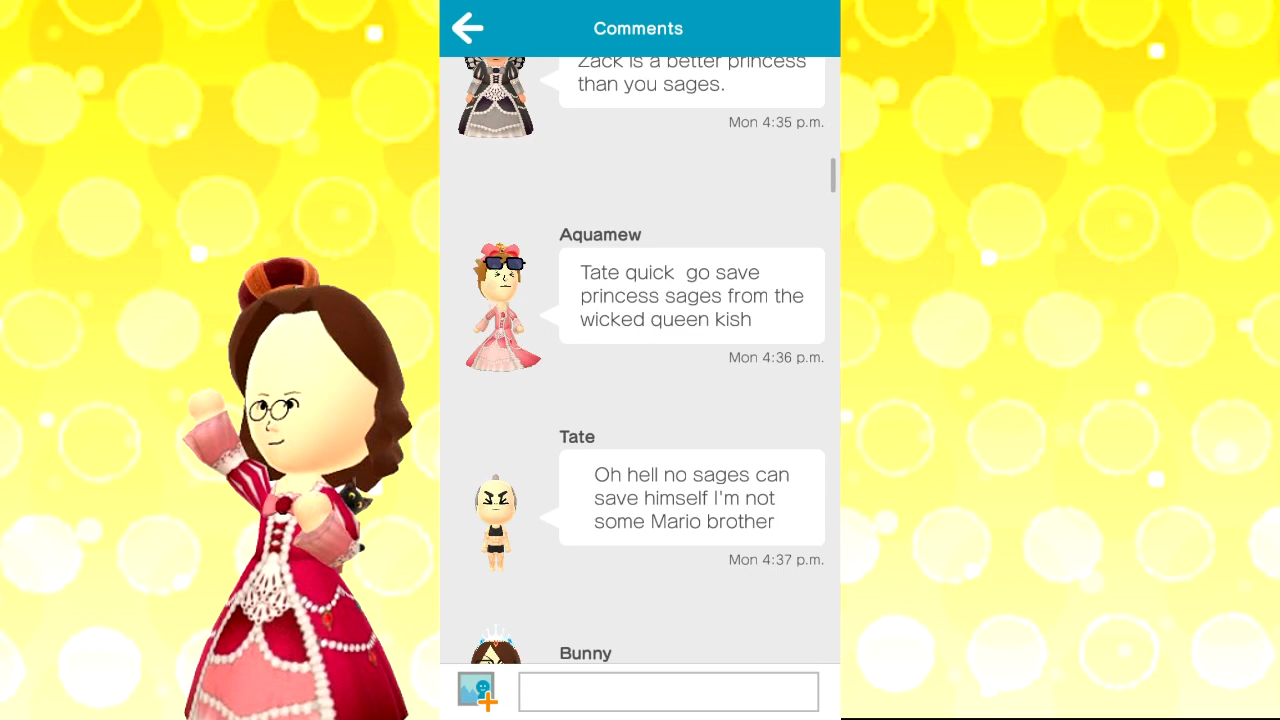 Comments
Zack is a better princess
than you sages.
Mon 4:35 p.m.
Aquamew
Tate quick go save
princess sages from the
wicked queen kish
Mon 4:36 p.m.
Tate
Oh hell no sages can
save himself I'm not
some Mario brother
Mon 4:37 p.m.
Bunny